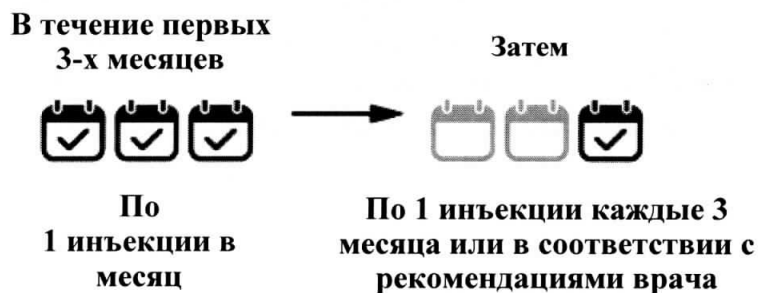 В течение первых
3-х месяцев
Затем
По
1 инъекции в
месяц
По 1 инъекции каждые 3
месяца или в соответствии с
рекомендациями врача